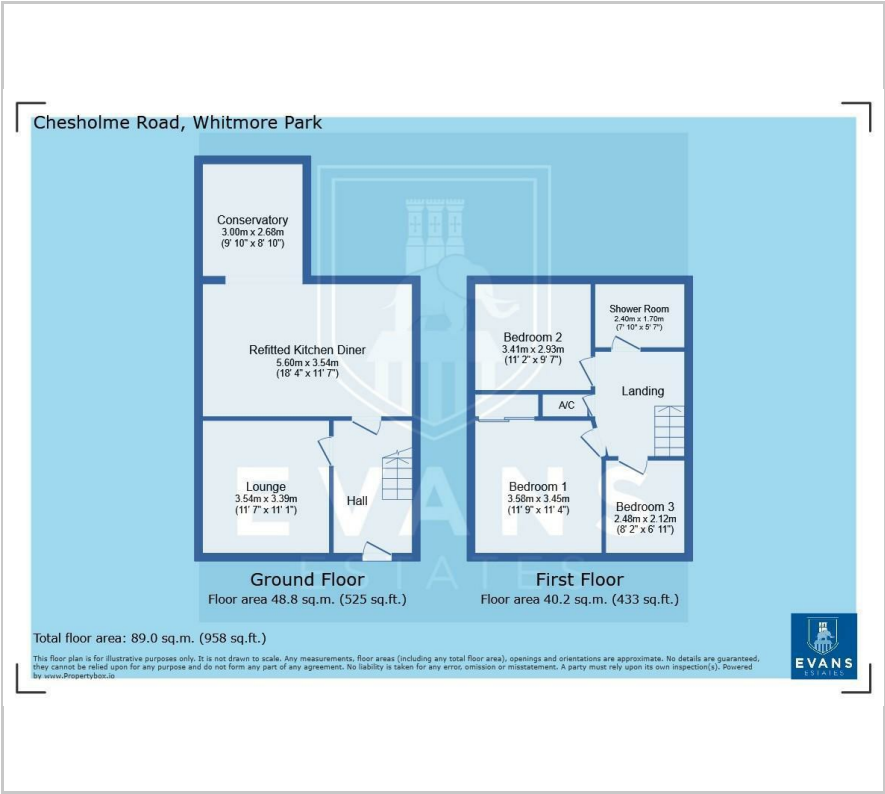 Chesholme Road, Whitmore Park
Conservatory
3.00m x 2.68m
(9' 10" x 8' 10")
Refitted Kitchen Diner
5.60m x 3.54m
(18' 4" x 11' 7")
Lounge
3.54m x 3.39m
(11' 7" x 11' 1")
Hall
Ground Floor
Floor area 48.8 sq.m. (525 sq.ft.)
Bedroom 2
3.41m x 2.93m
(11' 2" x 9' 7")
Shower Room
2.40m x 1.70m
(7' 10" x 5' 7")
Landing
A/C
Bedroom 1
3.58m x 3.45m
(11' 9" x 11' 4")
Bedroom 3
2.48m x 2.12m
(8' 2" x 6' 11")
First Floor
Floor area 40.2 sq.m. (433 sq.ft.)
EVANS
ESTATES
Total floor area: 89.0 sq.m. (958 sq.ft.)
This floor plan is for illustrative purposes only. It is not drawn to scale. Any measurements, floor areas (including any total floor area), openings and orientations are approximate. No details are guaranteed,
they cannot be relied upon for any purpose and do not form any part of any agreement. No liability is taken for any error, omission or misstatement. A party must rely upon its own inspection(s). Powered
by www.Propertybox.io
EVANS
ESTATES